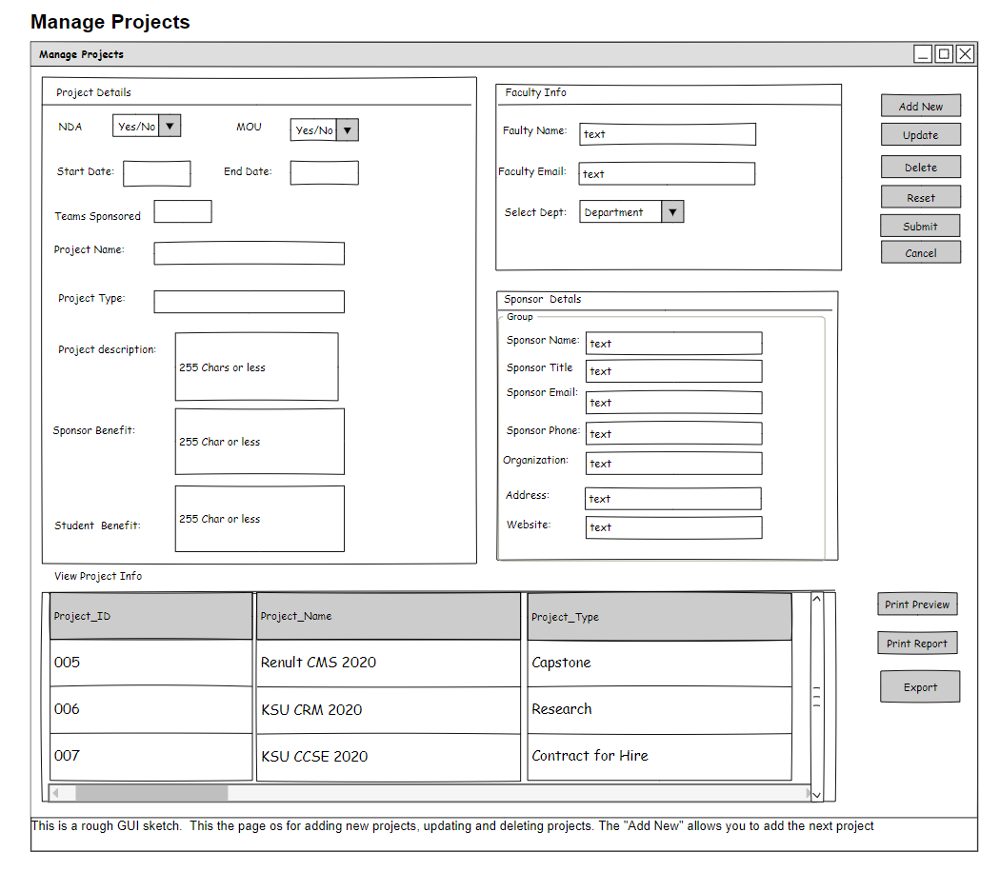 Manage Projects
Manage Projects
Project Details
NDA Yes/No MOU Yes/No
Start Date: End Date:
Teams Sponsored
Project Name:
Project Type:
Project description: 255 Chars or less
Sponsor Benefit: 255 Char or less
Student Benefit: 255 Char or less
Faculty Info
Faulty Name: text
Faculty Email: text
Select Dept: Department
Sponsor Detals
Group
Sponsor Name: text
Sponsor Title text
Sponsor Email: text
Sponsor Phone: text
Organization: text
Address: text
Website: text
Add New
Update
Delete
Reset
Submit
Cancel
View Project Info
Project_ID Project_Name Project_Type
005 Renult CMS 2020 Capstone
006 KSU CRM 2020 Research
007 KSU CCSE 2020 Contract for Hire
Print Preview
Print Report
Export
This is a rough GUI sketch. This the page os for adding new projects, updating and deleting projects. The "Add New" allows you to add the next project